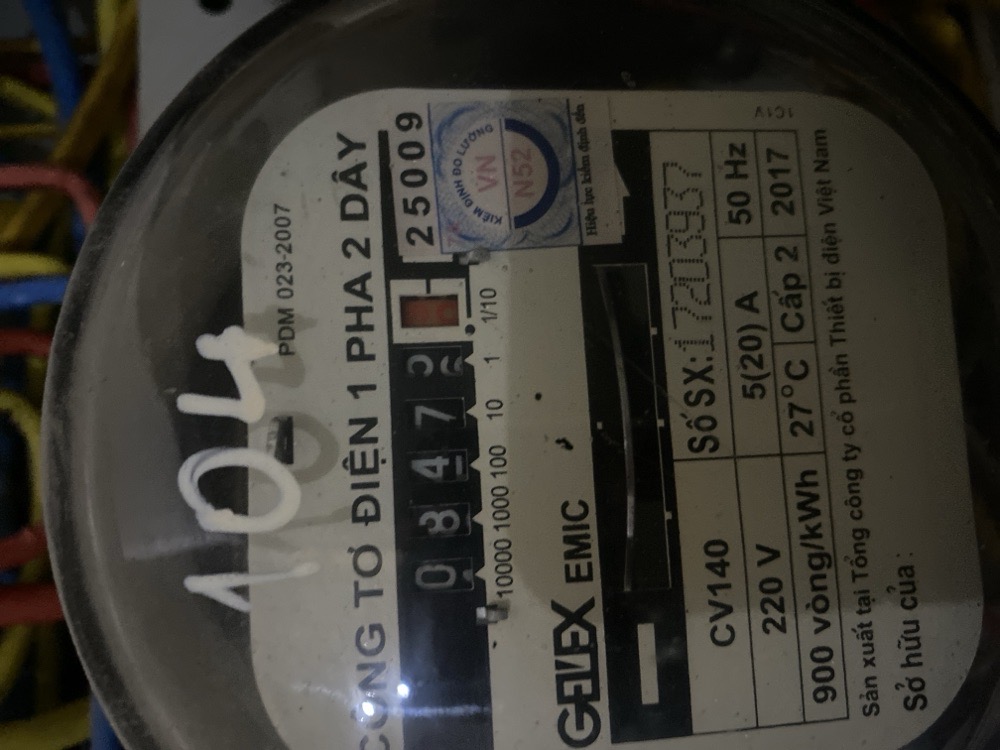 104
PDM 023-2007
CÔNG TƠ ĐIỆN 1 PHA 2 DÂY
25009
0 8 4 7
10000 1000 100 10 1 1/10
KIỂM ĐỊNH ĐO LƯỜNG
VN
N52
Hiệu lực kiểm định đến
GELEX EMIC
CV140 Số SX:17203937
220 V 5(20) A 50 Hz
900 vòng/kWh 27°C Cấp 2 2017
Sản xuất tại Tổng công ty cổ phần Thiết bị điện Việt Nam
Sở hữu của :
1C1V